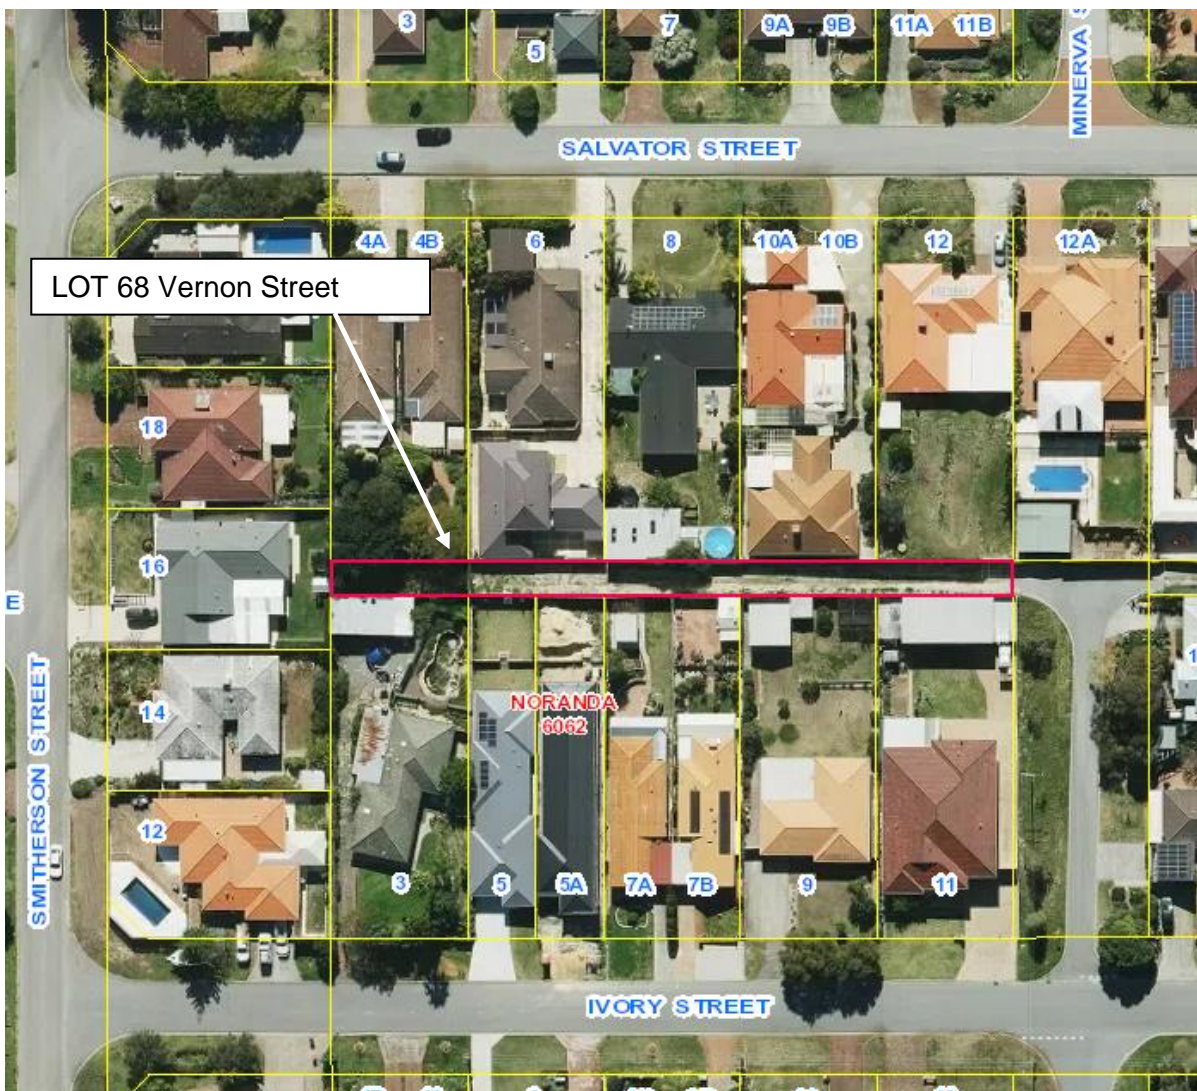 3
5
7
9A
9B
11A
11B
MINERVA S
SALVATOR STREET
4A
4B
6
8
10A
10B
12
12A
LOT 68 Vernon Street
18
16
E
14
SMITHERSON STREET
NORANDA
6062
12
3
5
5A
7A
7B
9
11
1
IVORY STREET